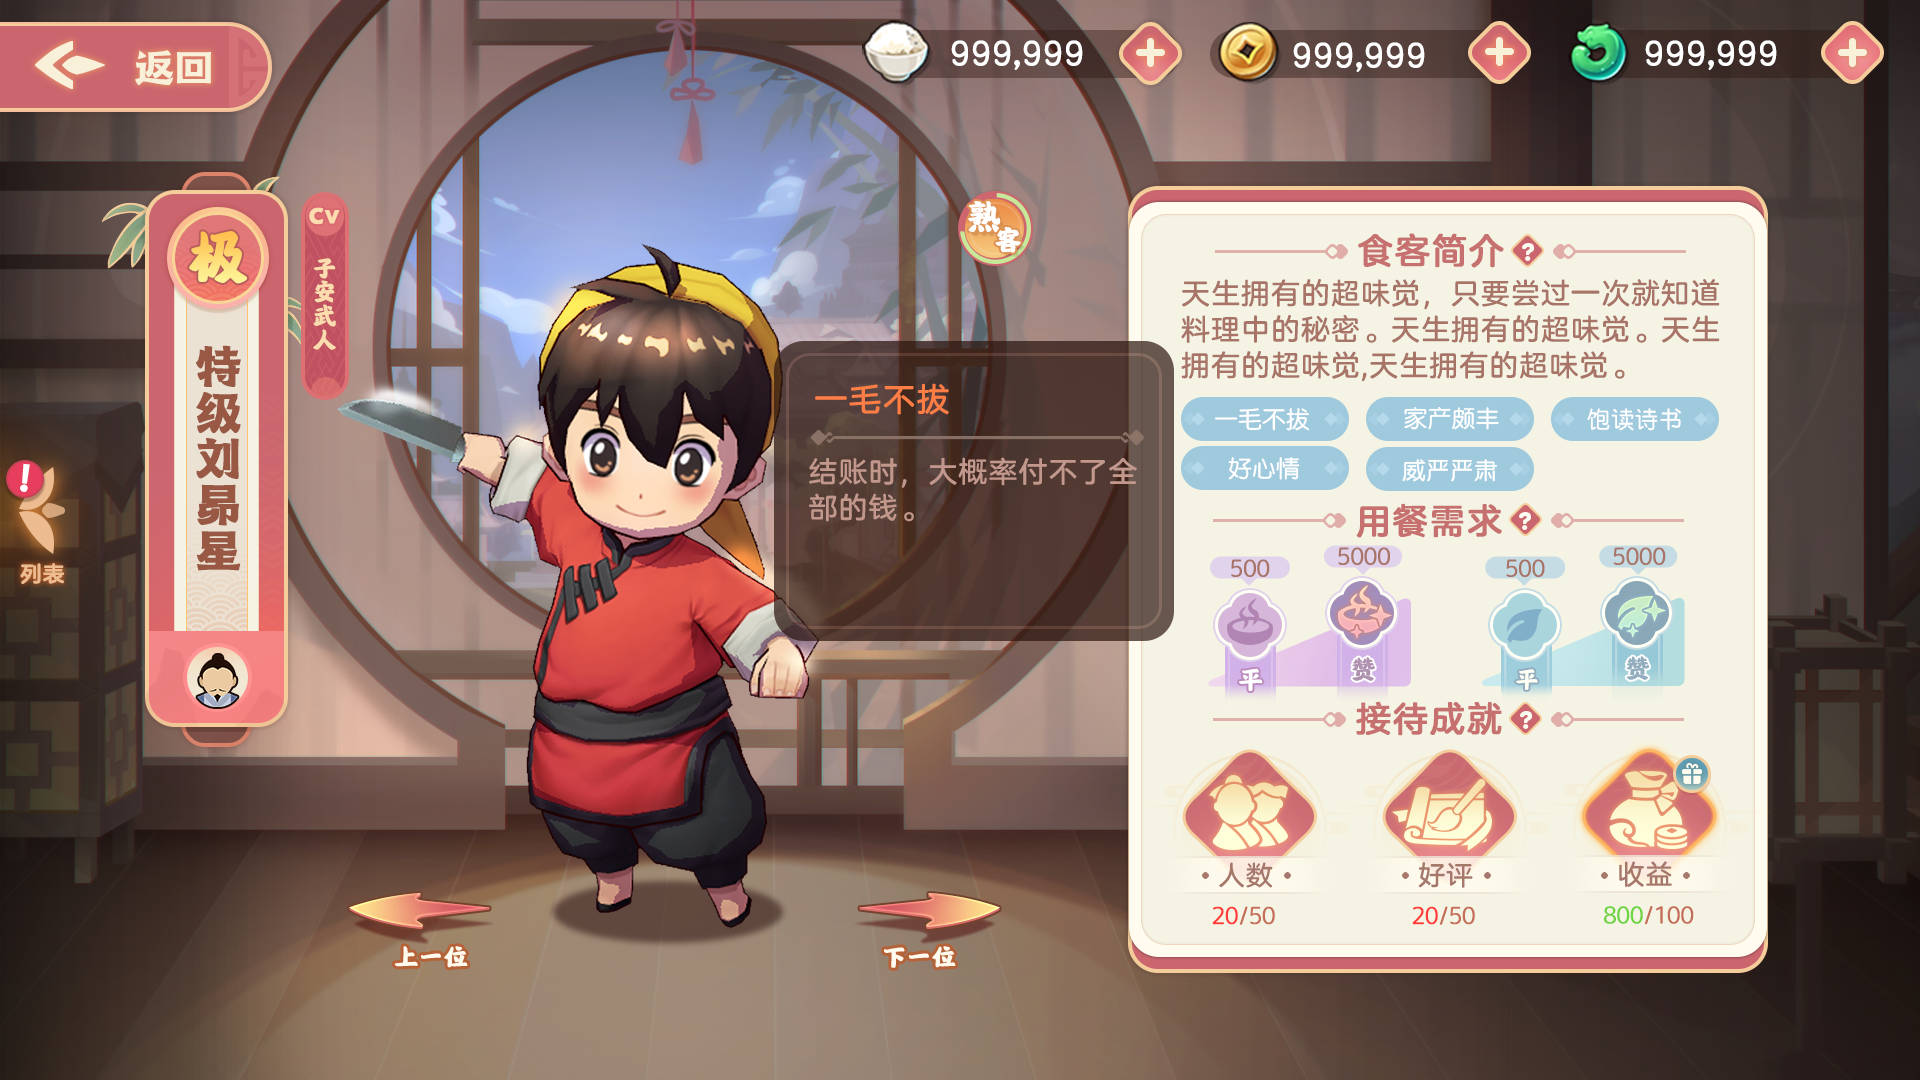 返回
999,999
999,999
999,999
极
特级刘昴星
CV
子安武人
熟客
列表
一毛不拔
结账时，大概率付不了全
部的钱。
上一位
下一位
食客简介
天生拥有的超味觉，只要尝过一次就知道
料理中的秘密。天生拥有的超味觉。天生
拥有的超味觉,天生拥有的超味觉。
一毛不拔 家产颇丰 饱读诗书
好心情 威严严肃
用餐需求
500 5000 500 5000
平 赞 平 赞
接待成就
人数 好评 收益
20/50 20/50 800/100